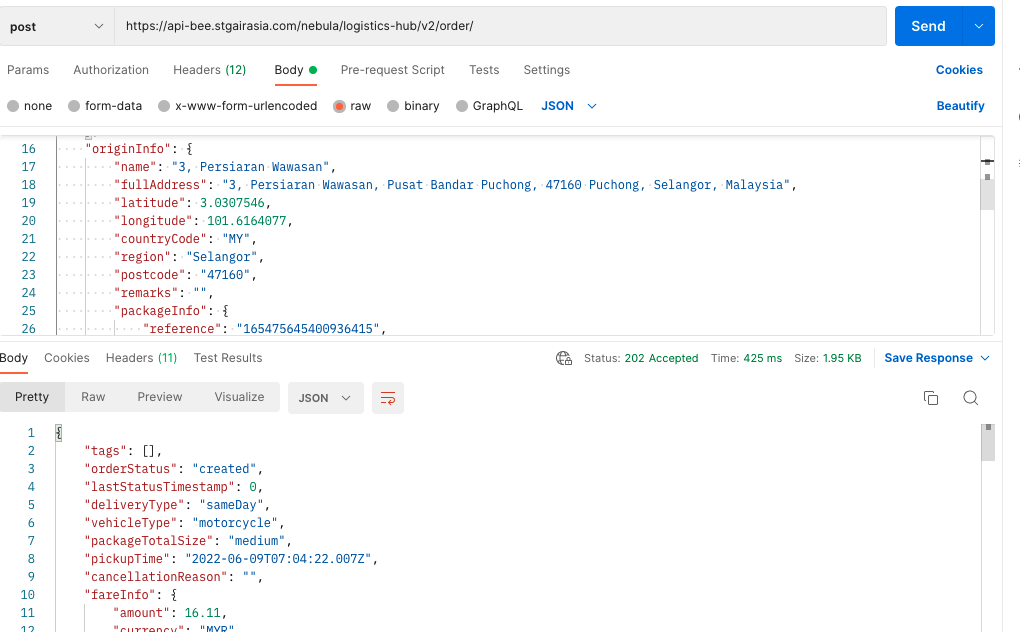 post https://api-bee.stgairasia.com/nebula/logistics-hub/v2/order/ Send
Params Authorization Headers (12) Body Pre-request Script Tests Settings Cookies
none form-data x-www-form-urlencoded raw binary GraphQL JSON Beautify
16 "originInfo": {
17 "name": "3, Persiaran Wawasan",
18 "fullAddress": "3, Persiaran Wawasan, Pusat Bandar Puchong, 47160 Puchong, Selangor, Malaysia",
19 "latitude": 3.0307546,
20 "longitude": 101.6164077,
21 "countryCode": "MY",
22 "region": "Selangor",
23 "postcode": "47160",
24 "remarks": "",
25 "packageInfo": {
26 "reference": "165475645400936415",
Body Cookies Headers (11) Test Results Status: 202 Accepted Time: 425 ms Size: 1.95 KB Save Response
Pretty Raw Preview Visualize JSON
1 {
2 "tags": [],
3 "orderStatus": "created",
4 "lastStatusTimestamp": 0,
5 "deliveryType": "sameDay",
6 "vehicleType": "motorcycle",
7 "packageTotalSize": "medium",
8 "pickupTime": "2022-06-09T07:04:22.007Z",
9 "cancellationReason": "",
10 "fareInfo": {
11 "amount": 16.11,
12 "currency": "MYR"